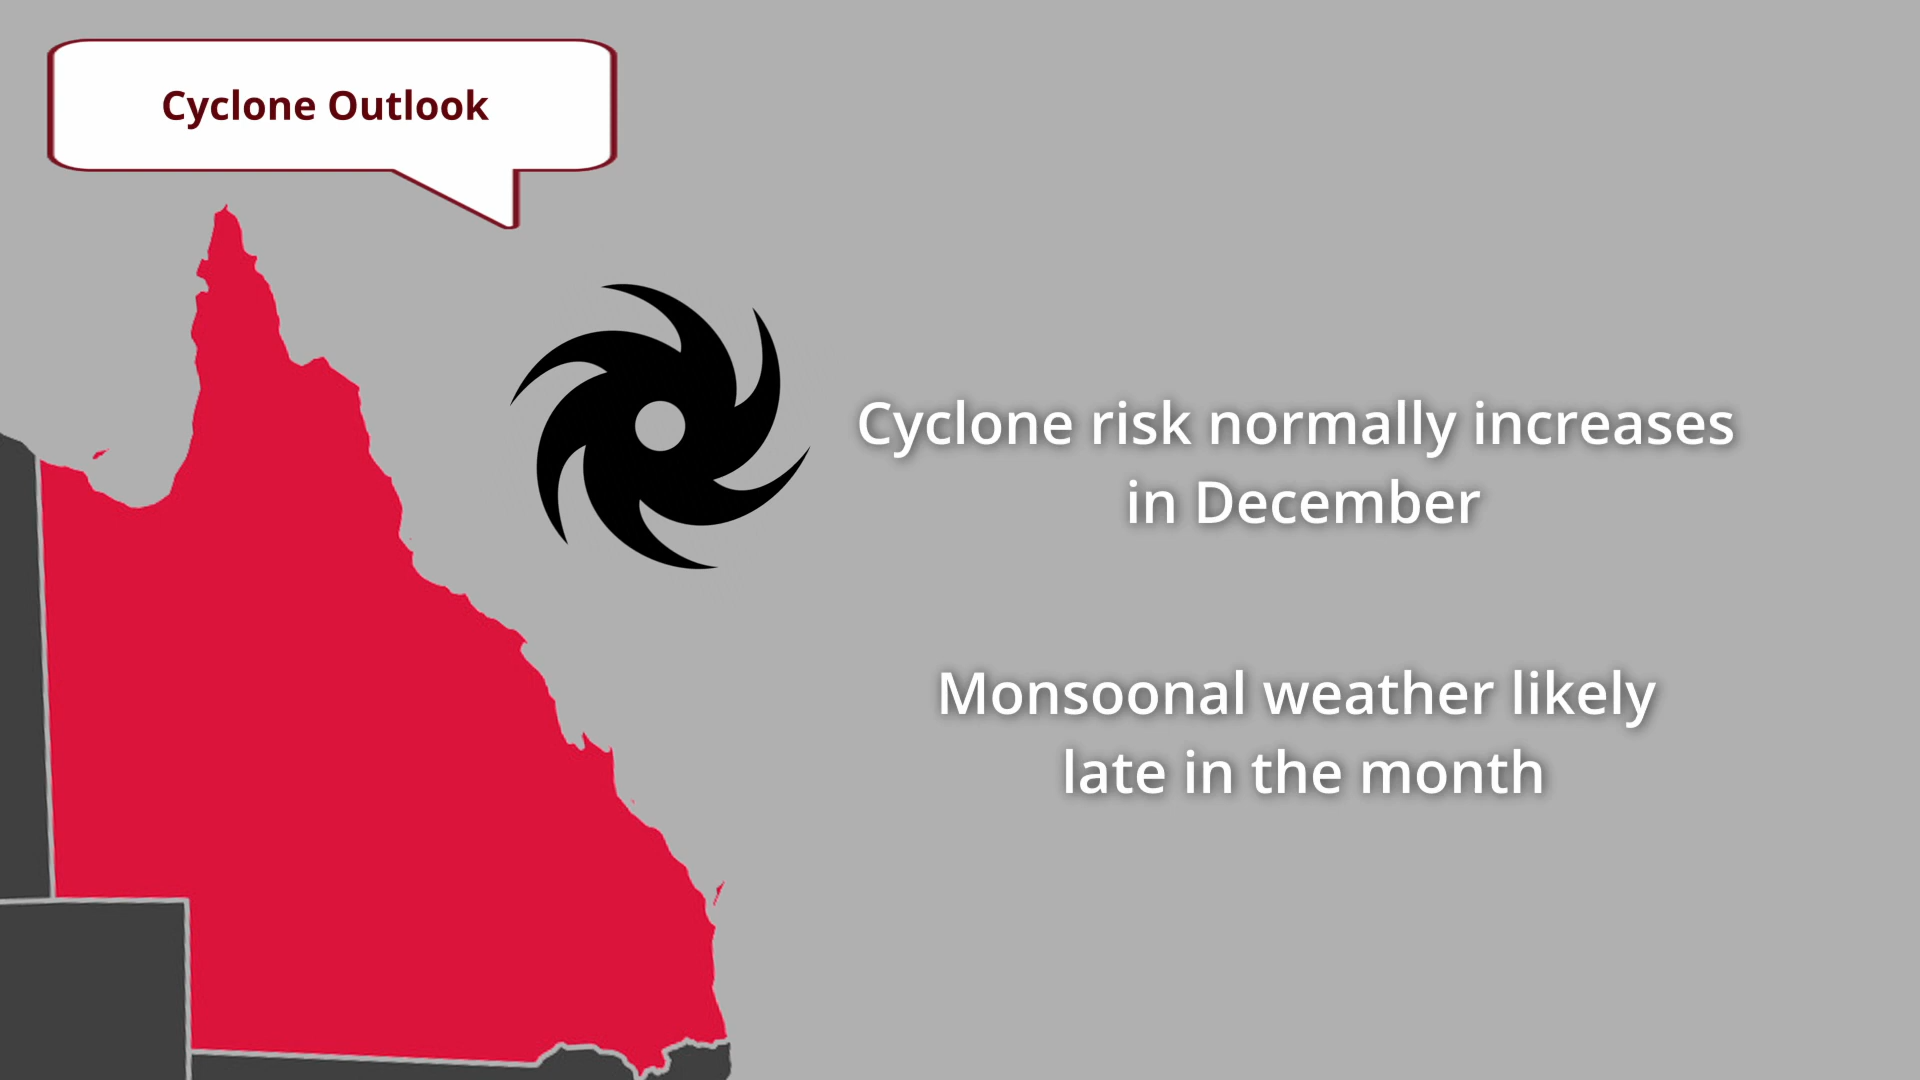 Cyclone Outlook
Cyclone risk normally increases
in December
Monsoonal weather likely
late in the month